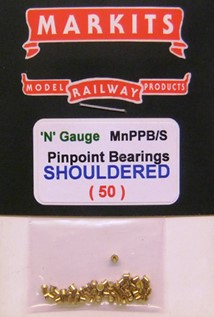 MARKITS
MODEL RAILWAY PRODUCTS
'N' Gauge MnPPB/S
Pinpoint Bearings
SHOULDERED
( 50 )